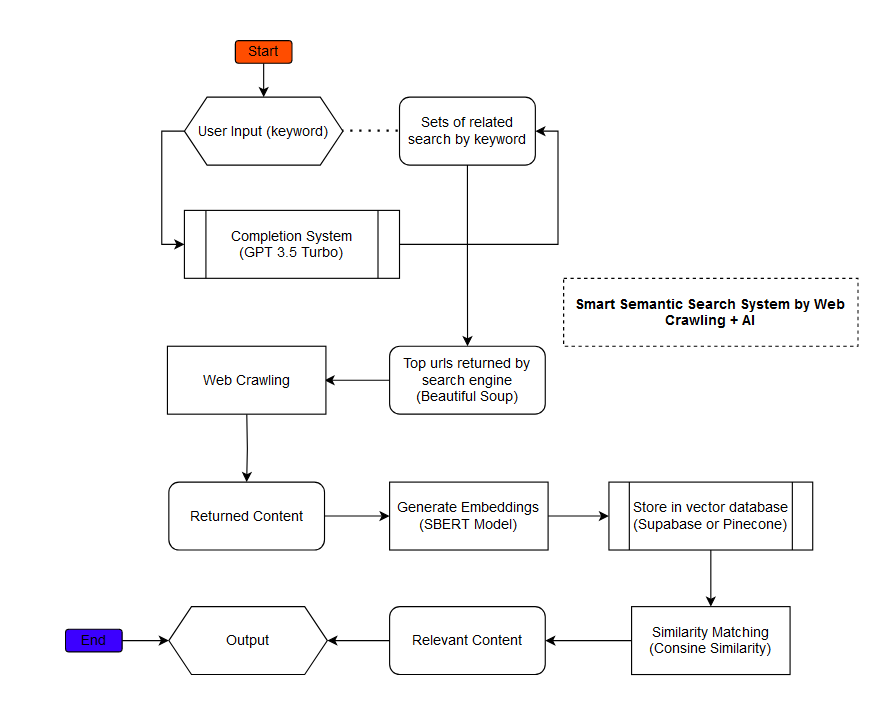 Start
User Input (keyword)
Sets of related
search by keyword
Completion System
(GPT 3.5 Turbo)
Smart Semantic Search System by Web
Crawling + AI
Top urls returned by
search engine
(Beautiful Soup)
Web Crawling
Returned Content
Generate Embeddings
(SBERT Model)
Store in vector database
(Supabase or Pinecone)
Similarity Matching
(Consine Similarity)
Relevant Content
Output
End